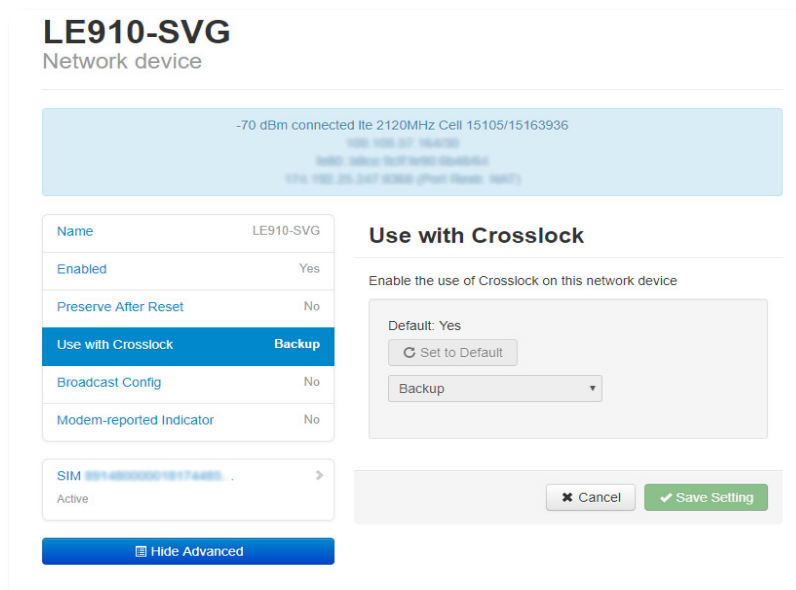 LE910-SVG
Network device
-70 dBm connected lte 2120MHz Cell 15105/15163936
Name LE910-SVG
Enabled Yes
Preserve After Reset No
Use with Crosslock Backup
Broadcast Config No
Modem-reported Indicator No
SIM
Active
Hide Advanced
Use with Crosslock
Enable the use of Crosslock on this network device
Default: Yes
Set to Default
Backup
Cancel
Save Setting